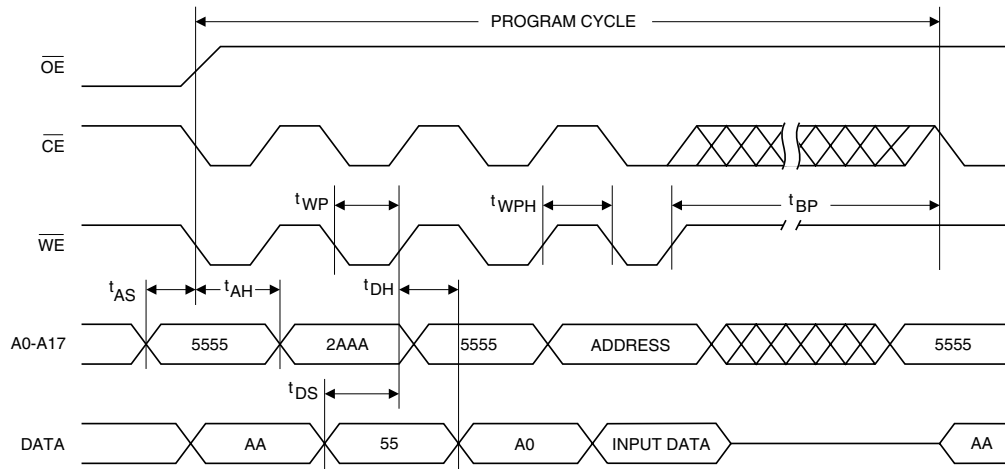 PROGRAM CYCLE
OE
CE
tWP
tWPH
tBP
WE
tAS
tAH
tDH
A0-A17
5555
2AAA
5555
ADDRESS
5555
tDS
DATA
AA
55
A0
INPUT DATA
AA